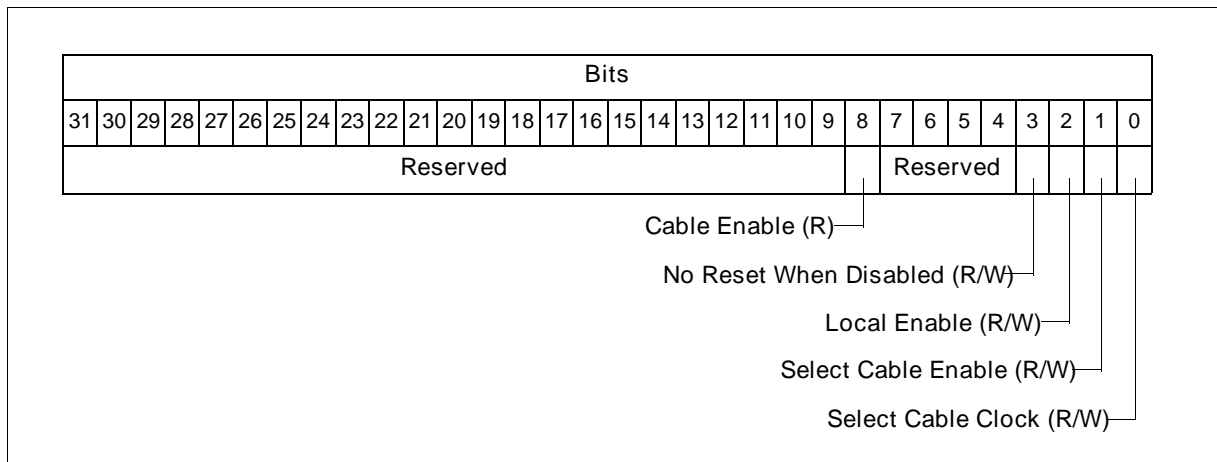 Bits
31 30 29 28 27 26 25 24 23 22 21 20 19 18 17 16 15 14 13 12 11 10 9 8 7 6 5 4 3 2 1 0
Reserved Reserved
Cable Enable (R)
No Reset When Disabled (R/W)
Local Enable (R/W)
Select Cable Enable (R/W)
Select Cable Clock (R/W)